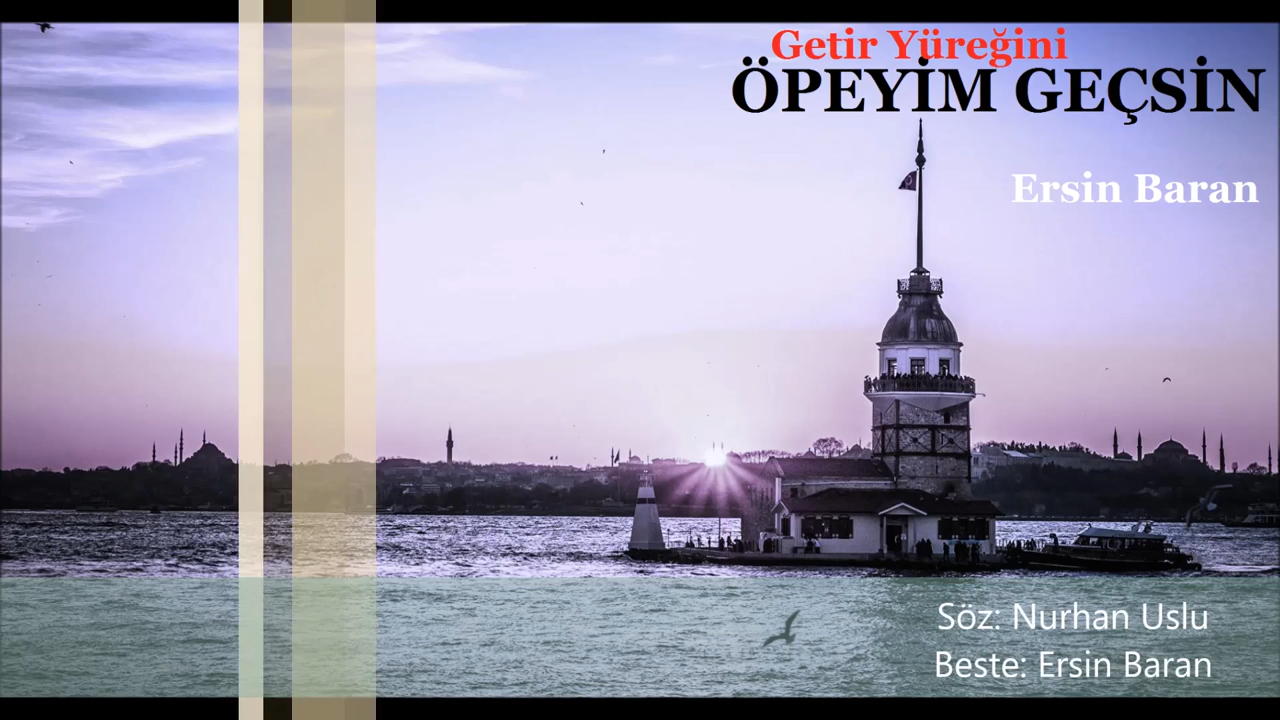 Getir Yüreğini
ÖPEYİM GEÇSİN
Ersin Baran
Söz: Nurhan Uslu
Beste: Ersin Baran